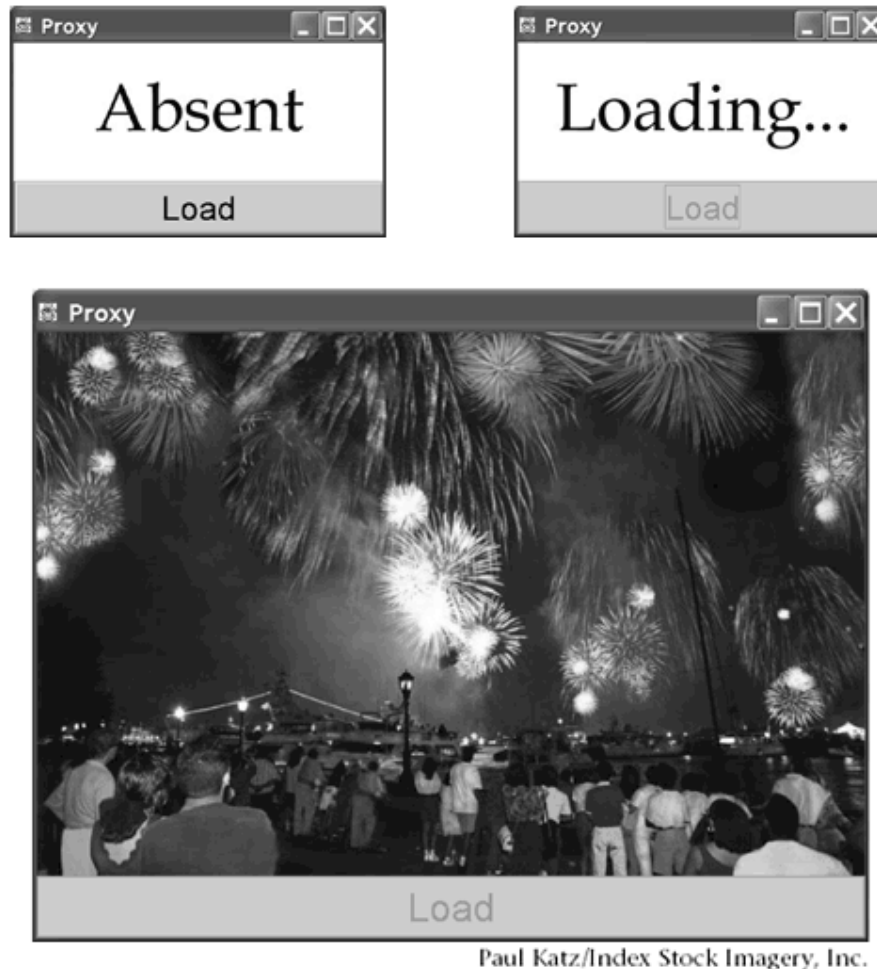 Proxy
Absent
Load
Proxy
Loading...
Load
Proxy
Load
Paul Katz/Index Stock Imagery, Inc.